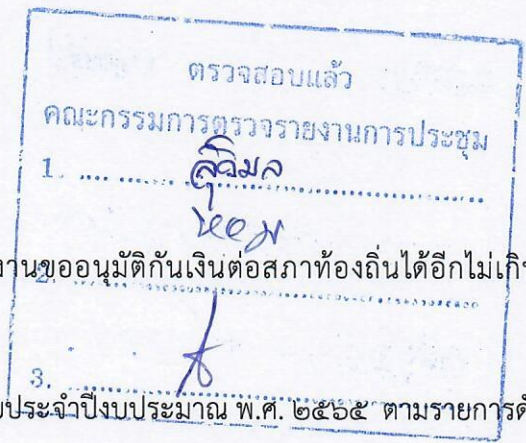 ตรวจสอบแล้ว
คณะกรรมการตรวจรายงานการประชุม
1. สุวิมล
งานขออนุมัติกันเงินต่อสภาท้องถิ่นได้อีกไม่เกิ
2.
3.
ประจำปีงบประมาณ พ.ศ. ๒๕๖๕ ตามรายการดั